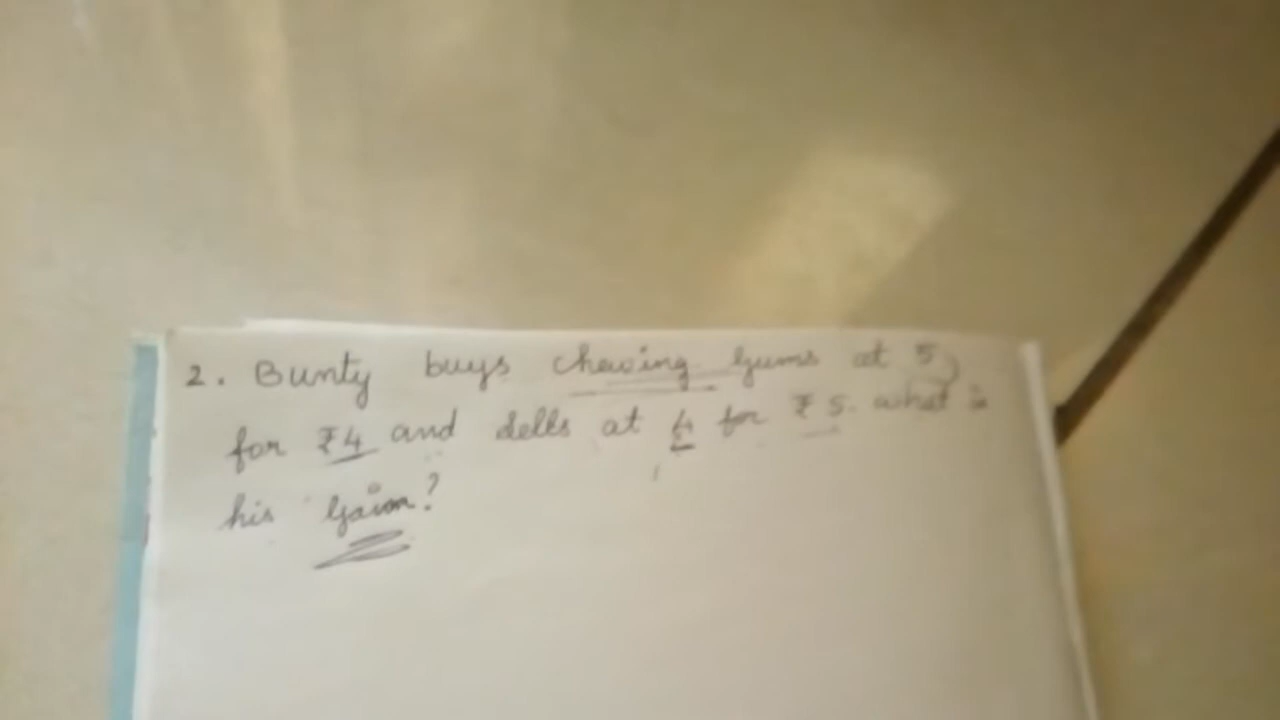 2. Bunty buys chewing Gums at 5
for ₹4 and sells at 4 for ₹5. what is
his Gain?